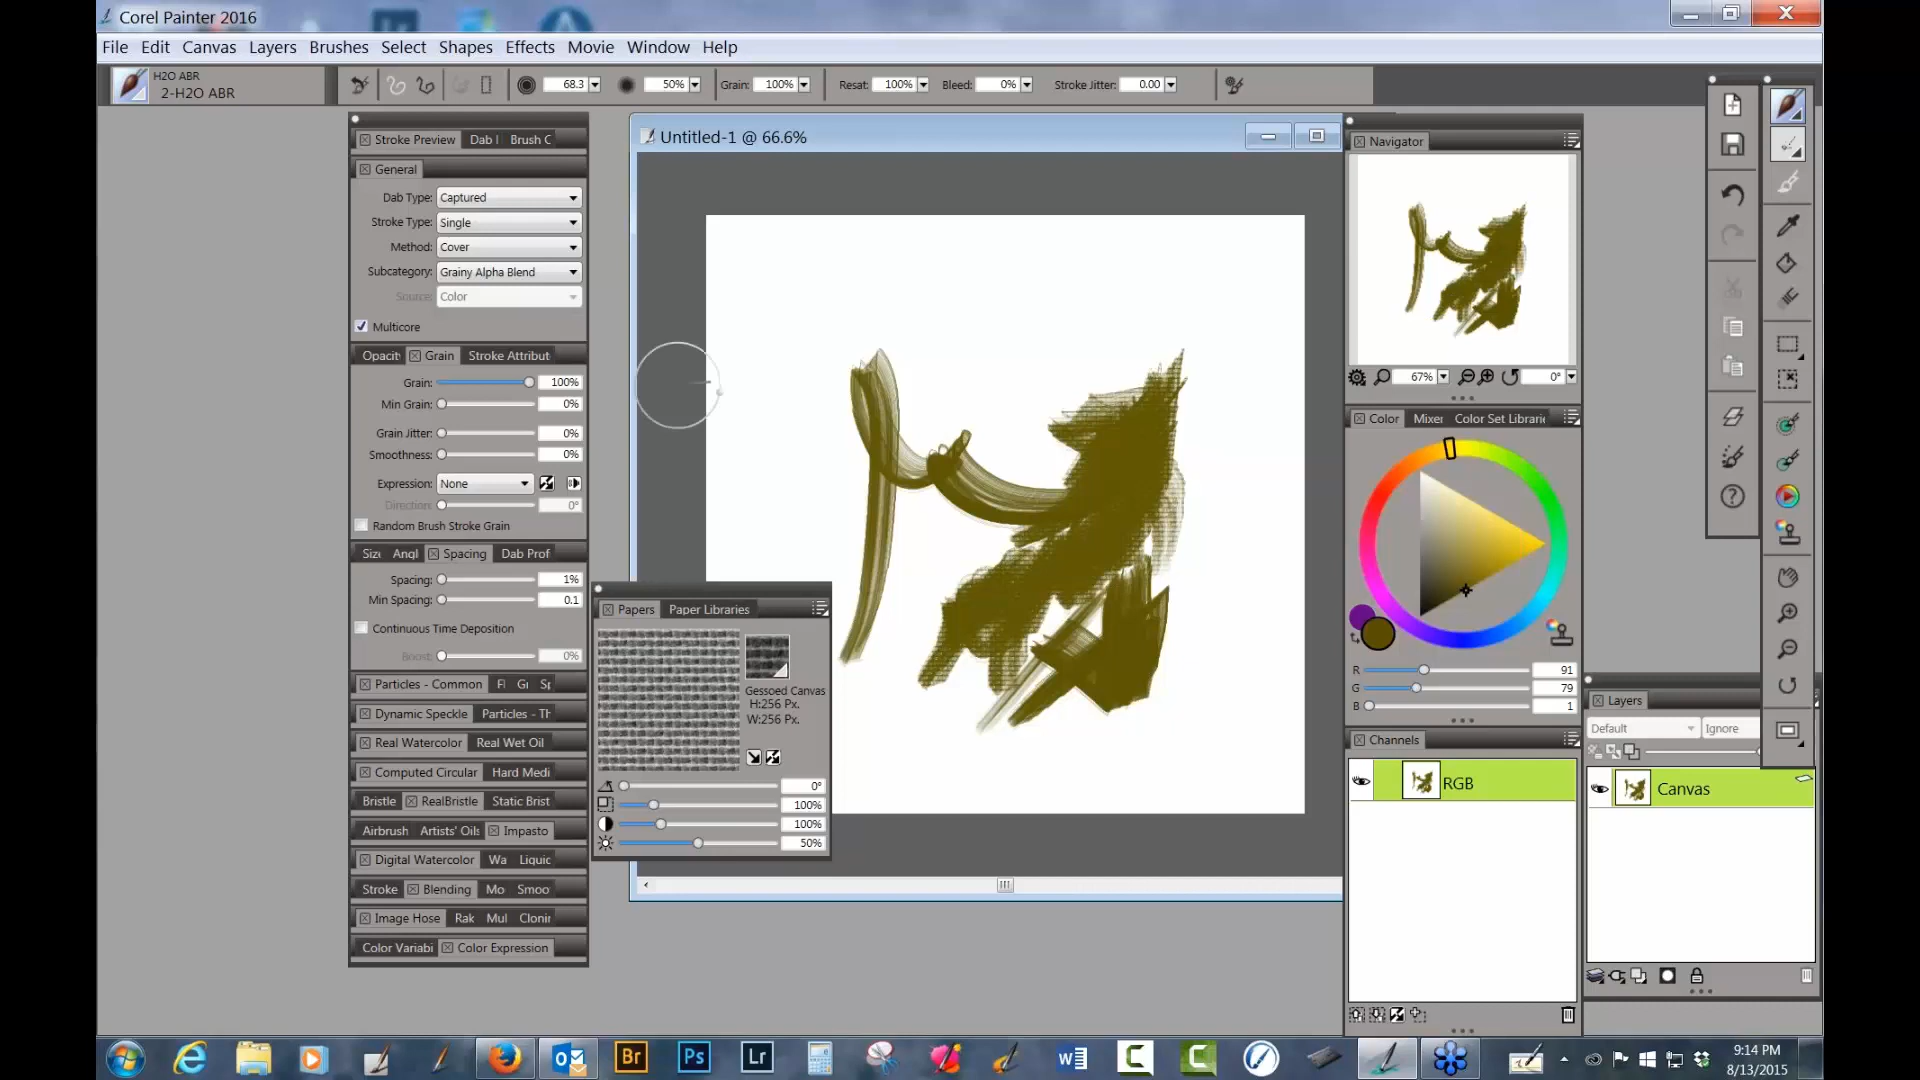 Corel Painter 2016
File Edit Canvas Layers Brushes Select Shapes Effects Movie Window Help
H2O ABR
2-H2O ABR
68.3 50% Grain: 100% Resat: 100% Bleed: 0% Stroke Jitter: 0.00
Stroke Preview Dab I Brush C
General
Dab Type: Captured
Stroke Type: Single
Method: Cover
Subcategory: Grainy Alpha Blend
Source: Color
Multicore
Opacit Grain Stroke Attribut
Grain: 100%
Min Grain: 0%
Grain Jitter: 0%
Smoothness: 0%
Expression: None
Direction: 0°
Random Brush Stroke Grain
Size Angl Spacing Dab Prof
Spacing: 1%
Min Spacing: 0.1
Continuous Time Deposition
Boost: 0%
Particles - Common Fl Gi Sp
Dynamic Speckle Particles - Th
Real Watercolor Real Wet Oil
Computed Circular Hard Medi
Bristle RealBristle Static Brist
Airbrush Artists' Oils Impasto
Digital Watercolor Wa Liquid
Stroke Blending Mo Smoo
Image Hose Rak Mul Cloni
Color Variabi Color Expression
Untitled-1 @ 66.6%
Papers Paper Libraries
Gessoed Canvas
H:256 Px.
W:256 Px.
0°
100%
100%
50%
Navigator
67% 0°
Color Mixer Color Set Librarie
R 91
G 79
B 1
Channels
RGB
Layers
Default Ignore
Canvas
Br Ps Lr
9:14 PM
8/13/2015